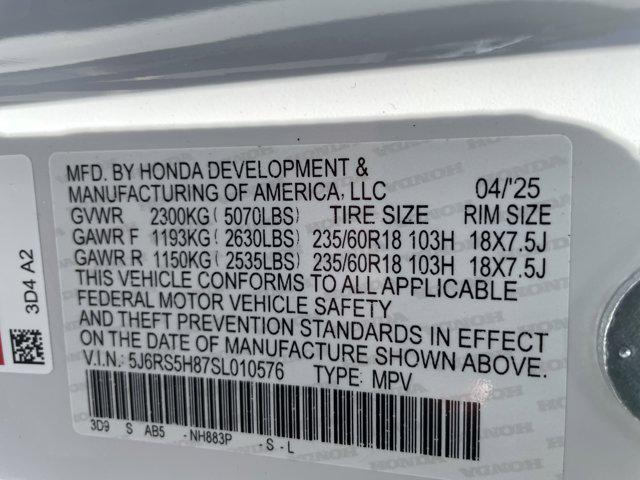 MFD. BY HONDA DEVELOPMENT &
MANUFACTURING OF AMERICA, LLC 04/'25
GVWR 2300KG ( 5070LBS) TIRE SIZE RIM SIZE
GAWR F 1193KG ( 2630LBS) 235/60R18 103H 18X7.5J
GAWR R 1150KG ( 2535LBS) 235/60R18 103H 18X7.5J
THIS VEHICLE CONFORMS TO ALL APPLICABLE
FEDERAL MOTOR VEHICLE SAFETY
AND THEFT PREVENTION STANDARDS IN EFFECT
ON THE DATE OF MANUFACTURE SHOWN ABOVE.
V.I.N.: 5J6RS5H87SL010576 TYPE: MPV
3D9 S AB5 -NH883P -S-L
3D4 A2
HONDA